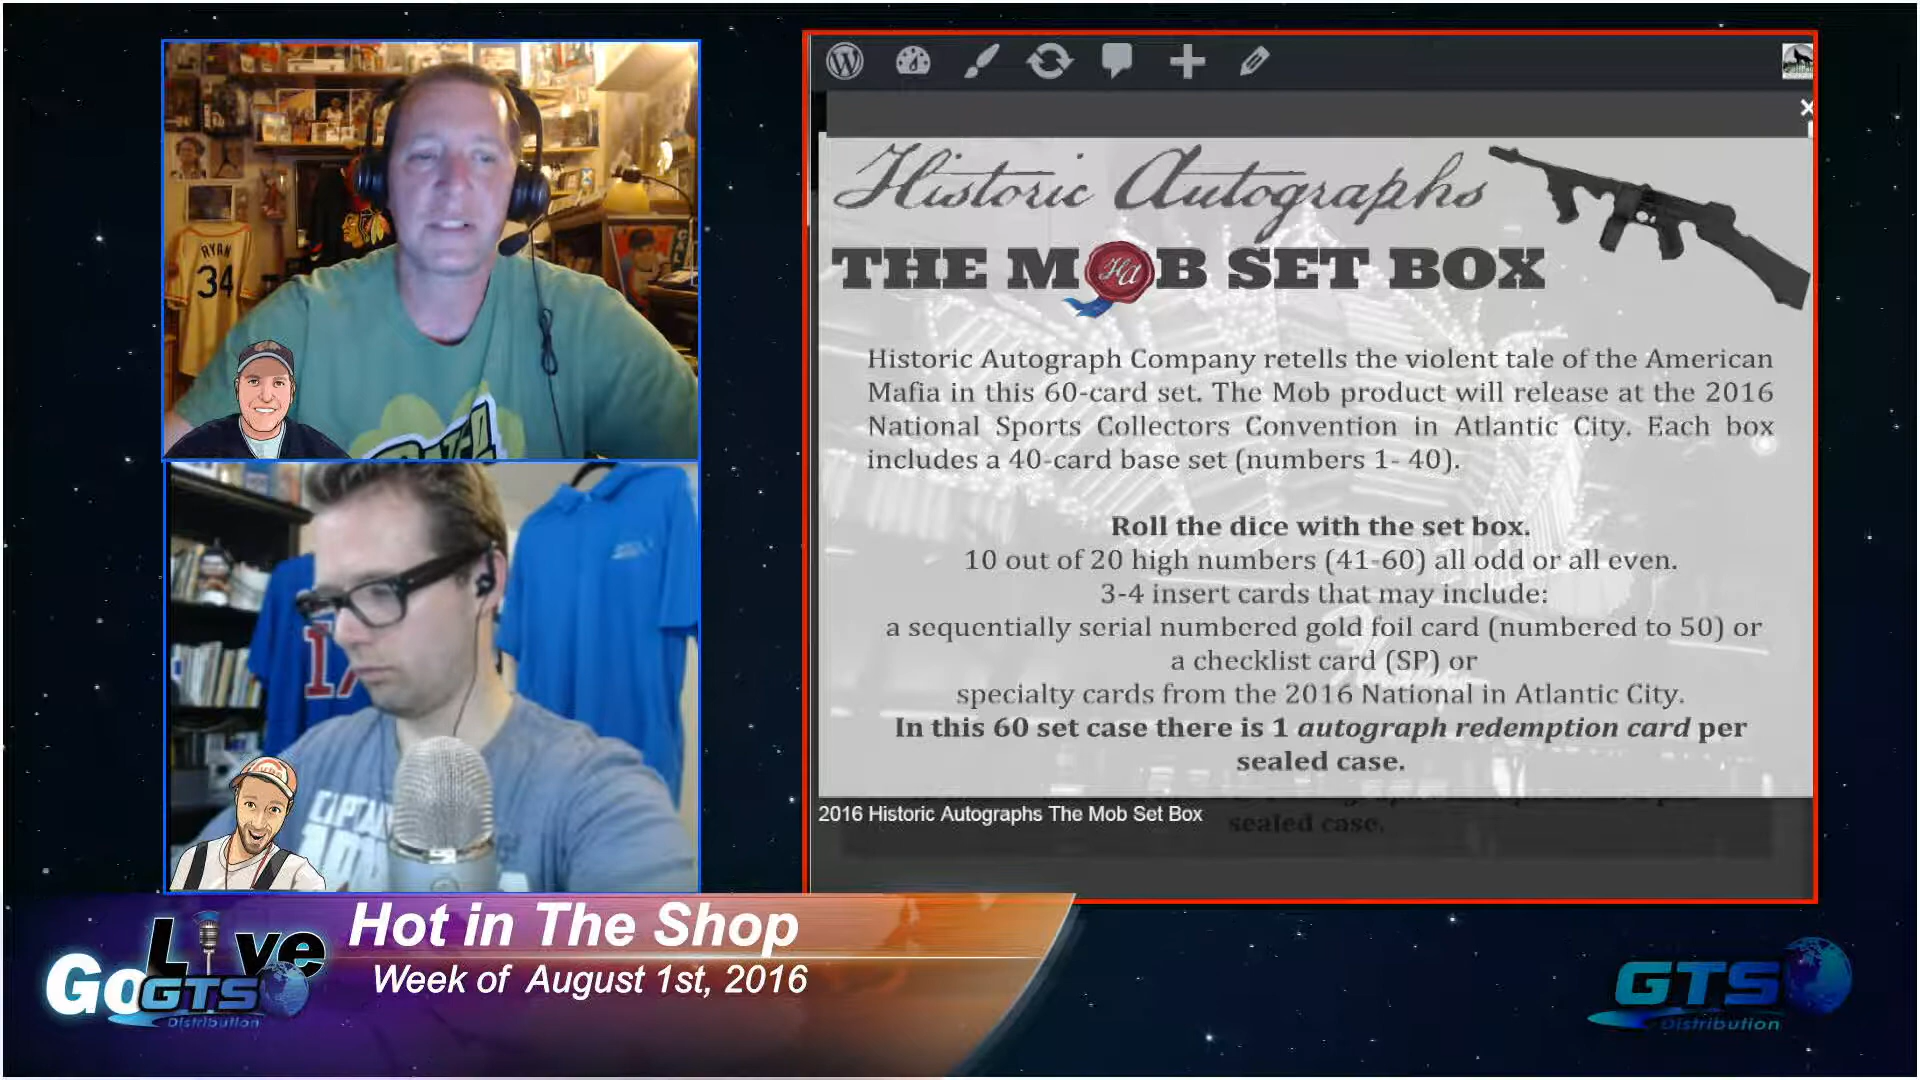 RYAN
34
Historic Autographs
THE MOB SET BOX
HA
Historic Autograph Company retells the violent tale of the American
Mafia in this 60-card set. The Mob product will release at the 2016
National Sports Collectors Convention in Atlantic City. Each box
includes a 40-card base set (numbers 1- 40).
Roll the dice with the set box.
10 out of 20 high numbers (41-60) all odd or all even.
3-4 insert cards that may include:
a sequentially serial numbered gold foil card (numbered to 50) or
a checklist card (SP) or
specialty cards from the 2016 National in Atlantic City.
In this 60 set case there is 1 autograph redemption card per
sealed case.
2016 Historic Autographs The Mob Set Box
sealed case.
17
CAPTAIN
Hot in The Shop
Week of August 1st, 2016
Live
GoGTS
Distribution
GTS
Distribution